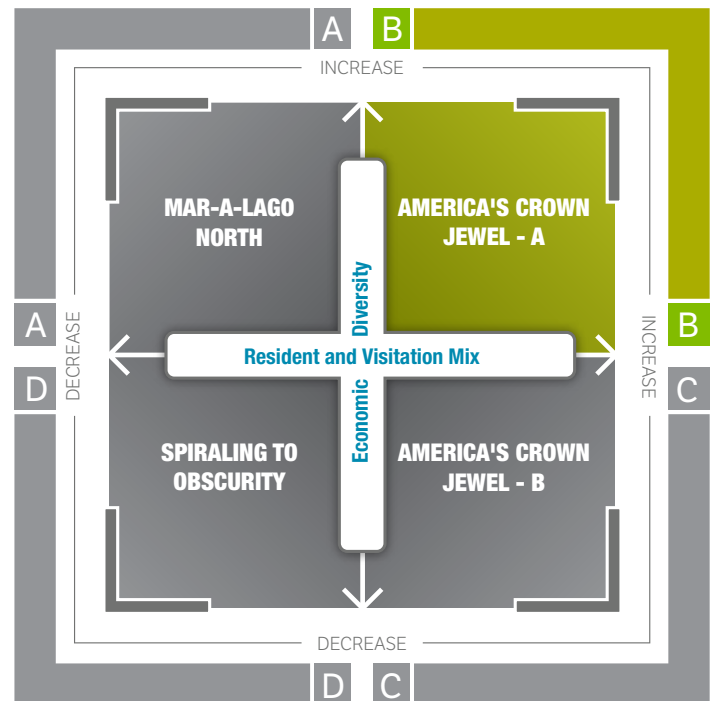 A B
INCREASE
MAR-A-LAGO
NORTH
AMERICA'S CROWN
JEWEL - A
Economic Diversity
A
DECREASE
Resident and Visitation Mix
INCREASE
B
D
C
SPIRALING TO
OBSCURITY
AMERICA'S CROWN
JEWEL - B
DECREASE
D C